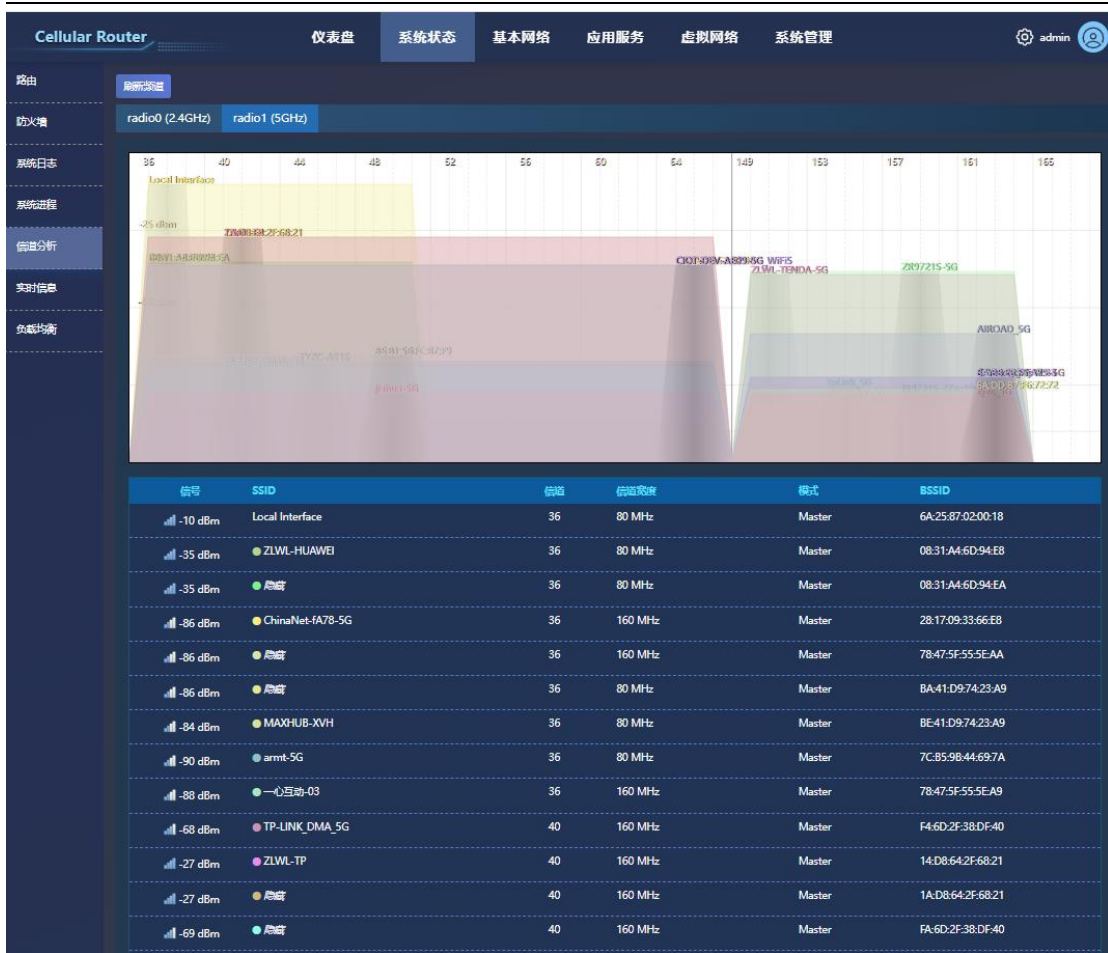 Cellular Router 仪表盘 系统状态 基本网络 应用服务 虚拟网络 系统管理 admin
路由
防火墙
系统日志
系统进程
信道分析
实时信息
负载均衡
刷新频道
radio0 (2.4GHz) radio1 (5GHz)
36 40 44 48 52 56 60 64 149 153 157 161 165
Local Interface
-25 dbm
ZLWL-TENDA-5G
ZR9721S-5G
AIROAD_5G
6A:DD:B7:F6:72:72
信号 SSID 信道 信道宽度 模式 BSSID
-10 dBm Local Interface 36 80 MHz Master 6A:25:87:02:00:18
-35 dBm ZLWL-HUAWEI 36 80 MHz Master 08:31:A4:6D:94:E8
-35 dBm 隐藏 36 80 MHz Master 08:31:A4:6D:94:EA
-86 dBm ChinaNet-fA78-5G 36 160 MHz Master 28:17:09:33:66:E8
-86 dBm 隐藏 36 160 MHz Master 78:47:5F:55:5E:AA
-86 dBm 隐藏 36 80 MHz Master BA:41:D9:74:23:A9
-84 dBm MAXHUB-XVH 36 80 MHz Master BE:41:D9:74:23:A9
-90 dBm armt-5G 36 80 MHz Master 7C:B5:9B:44:69:7A
-88 dBm 一心互动-03 36 160 MHz Master 78:47:5F:55:5E:A9
-68 dBm TP-LINK_DMA_5G 40 160 MHz Master F4:6D:2F:38:DF:40
-27 dBm ZLWL-TP 40 160 MHz Master 14:D8:64:2F:68:21
-27 dBm 隐藏 40 160 MHz Master 1A:D8:64:2F:68:21
-69 dBm 隐藏 40 160 MHz Master FA:6D:2F:38:DF:40